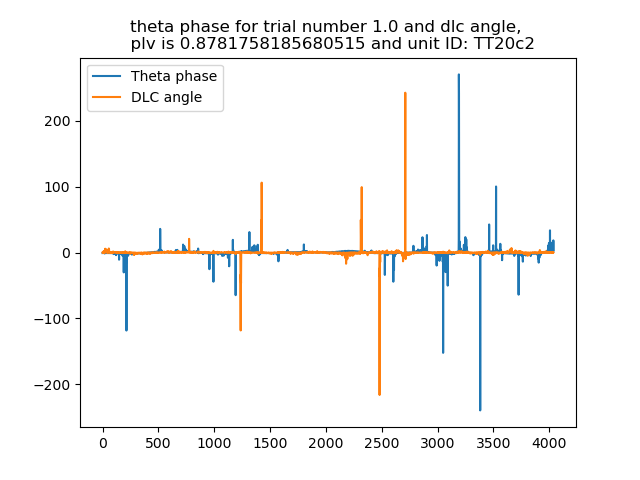 theta phase for trial number 1.0 and dlc angle,
plv is 0.8781758185680515 and unit ID: TT20c2
Theta phase
DLC angle
200
100
0
−100
−200
0 500 1000 1500 2000 2500 3000 3500 4000